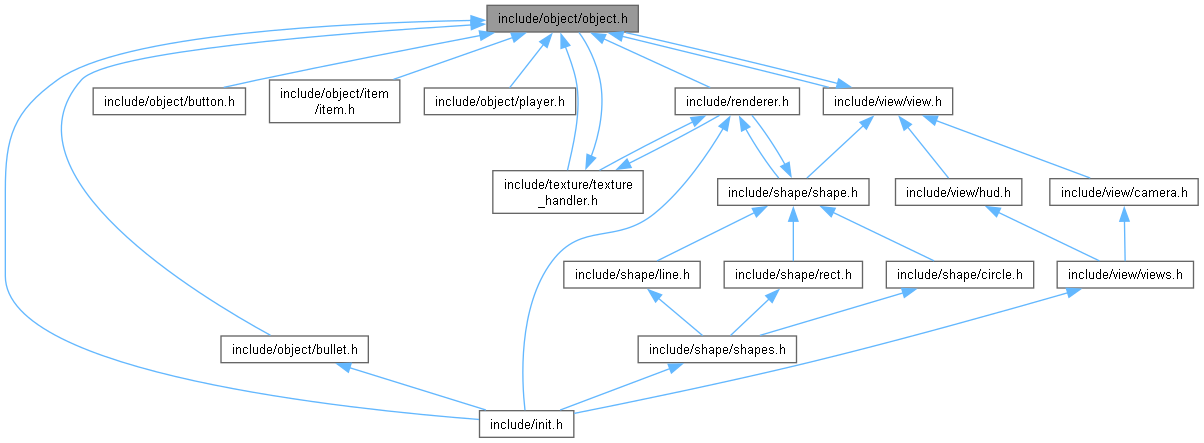 include/object/object.h
include/object/button.h
include/object/item
/item.h
include/object/player.h
include/renderer.h
include/view/view.h
include/texture/texture
_handler.h
include/shape/shape.h
include/view/hud.h
include/view/camera.h
include/shape/line.h
include/shape/rect.h
include/shape/circle.h
include/view/views.h
include/object/bullet.h
include/shape/shapes.h
include/init.h